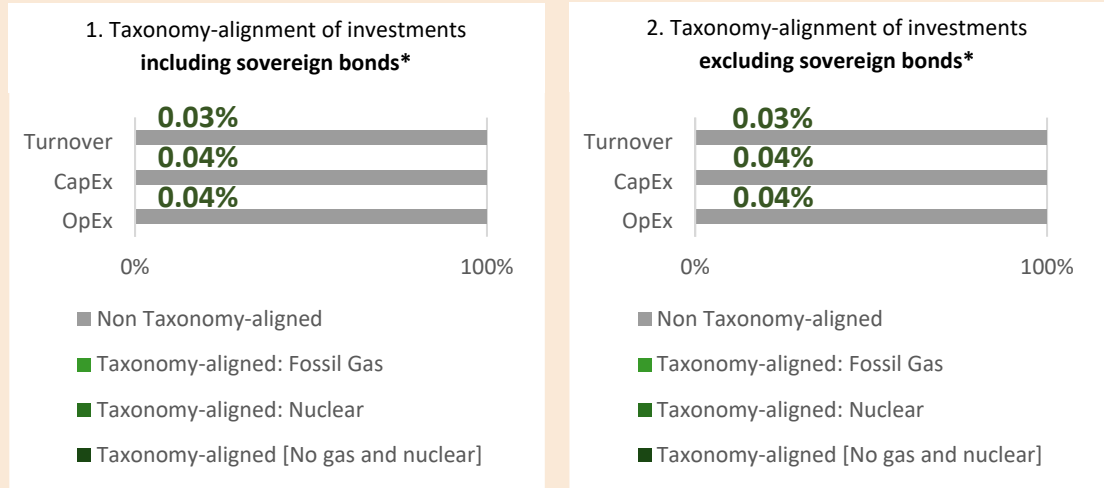 1. Taxonomy-alignment of investments
including sovereign bonds*
0.03%
Turnover
0.04%
CapEx
0.04%
OpEx
0% 100%
Non Taxonomy-aligned
Taxonomy-aligned: Fossil Gas
Taxonomy-aligned: Nuclear
Taxonomy-aligned [No gas and nuclear]
2. Taxonomy-alignment of investments
excluding sovereign bonds*
0.03%
Turnover
0.04%
CapEx
0.04%
OpEx
0% 100%
Non Taxonomy-aligned
Taxonomy-aligned: Fossil Gas
Taxonomy-aligned: Nuclear
Taxonomy-aligned [No gas and nuclear]